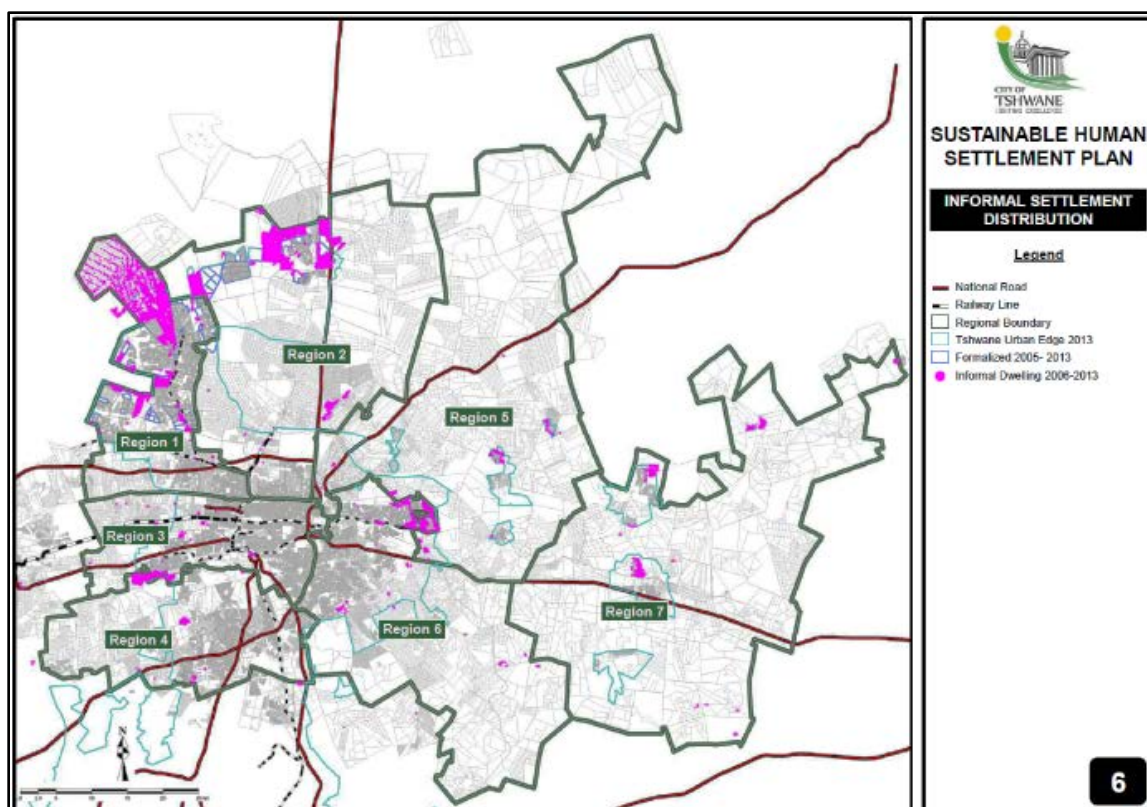 Region 1
Region 2
Region 3
Region 4
Region 5
Region 6
Region 7
N
CITY OF
TSHWANE
IGNITING EXCELLENCE
SUSTAINABLE HUMAN
SETTLEMENT PLAN
INFORMAL SETTLEMENT
DISTRIBUTION
Legend
National Road
Railway Line
Regional Boundary
Tshwane Urban Edge 2013
Formalized 2005- 2013
Informal Dwelling 2006-2013
6